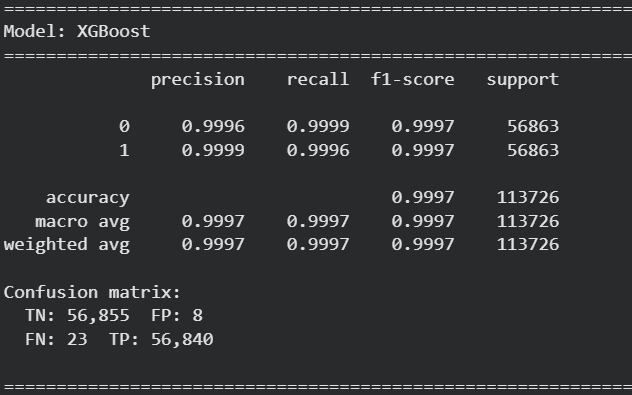 ================================================================
Model: XGBoost
================================================================
precision recall f1-score support
0 0.9996 0.9999 0.9997 56863
1 0.9999 0.9996 0.9997 56863
accuracy 0.9997 113726
macro avg 0.9997 0.9997 0.9997 113726
weighted avg 0.9997 0.9997 0.9997 113726
Confusion matrix:
TN: 56,855 FP: 8
FN: 23 TP: 56,840
================================================================